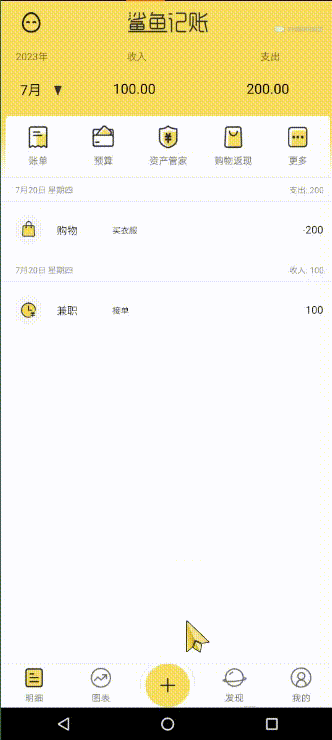 鲨鱼记账
2023年 收入 支出
7月 100.00 200.00
账单 预算 资产管家 购物返现 更多
7月20日 星期四 支出: 200
购物 买衣服 -200
7月20日 星期四 收入: 100
兼职 接单 100
明细 图表 发现 我的